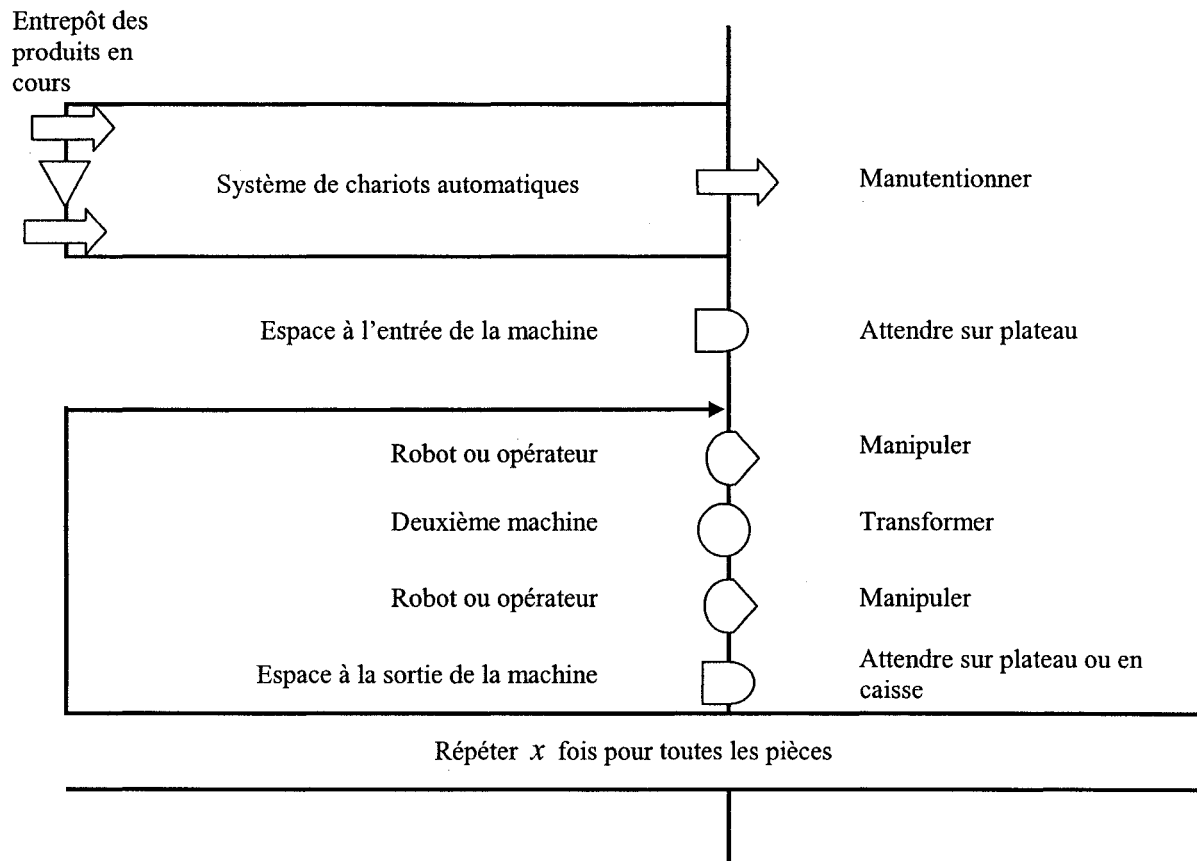 Entrepôt des
produits en
cours
Système de chariots automatiques
Manutentionner
Espace à l'entrée de la machine
Attendre sur plateau
Robot ou opérateur
Manipuler
Deuxième machine
Transformer
Robot ou opérateur
Manipuler
Espace à la sortie de la machine
Attendre sur plateau ou en
caisse
Répéter x fois pour toutes les pièces